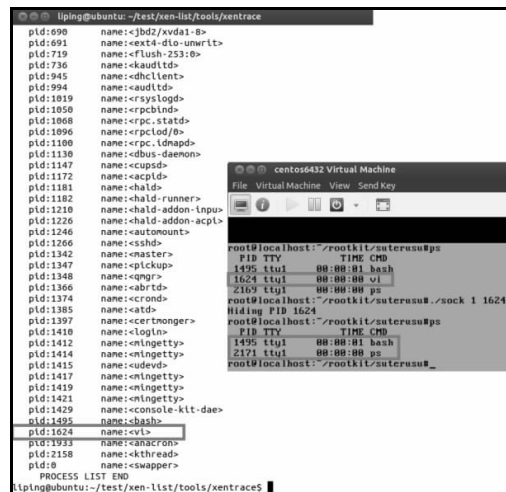 liping@ubuntu: ~/test/xen-list/tools/xentrace
pid:690 name:<jbd2/xvda1-8>
pid:691 name:<ext4-dio-unwrit>
pid:719 name:<flush-253:0>
pid:736 name:<kauditd>
pid:945 name:<dhclient>
pid:994 name:<auditd>
pid:1019 name:<rsyslogd>
pid:1050 name:<rpcbind>
pid:1068 name:<rpc.statd>
pid:1096 name:<rpciod/0>
pid:1100 name:<rpc.idmapd>
pid:1130 name:<dbus-daemon>
pid:1147 name:<cupsd>
pid:1172 name:<acpid>
pid:1181 name:<hald>
pid:1182 name:<hald-runner>
pid:1210 name:<hald-addon-inpu>
pid:1226 name:<hald-addon-acpi>
pid:1246 name:<automount>
pid:1266 name:<sshd>
pid:1342 name:<master>
pid:1347 name:<pickup>
pid:1348 name:<qmgr>
pid:1366 name:<abrtd>
pid:1374 name:<crond>
pid:1385 name:<atd>
pid:1397 name:<certmonger>
pid:1410 name:<login>
pid:1412 name:<mingetty>
pid:1414 name:<mingetty>
pid:1415 name:<udevd>
pid:1417 name:<mingetty>
pid:1419 name:<mingetty>
pid:1421 name:<mingetty>
pid:1429 name:<console-kit-dae>
pid:1495 name:<bash>
pid:1624 name:<vi>
pid:1933 name:<anacron>
pid:2158 name:<kthread>
pid:0 name:<swapper>
PROCESS LIST END
liping@ubuntu:~/test/xen-list/tools/xentrace$
centos6432 Virtual Machine
File Virtual Machine View Send Key
root@localhost:~/rootkit/suterusu#ps
PID TTY TIME CMD
1495 tty1 00:00:01 bash
1624 tty1 00:00:00 vi
2169 tty1 00:00:00 ps
root@localhost:~/rootkit/suterusu#./sock 1 1624
Hiding PID 1624
root@localhost:~/rootkit/suterusu#ps
PID TTY TIME CMD
1495 tty1 00:00:01 bash
2171 tty1 00:00:00 ps
root@localhost:~/rootkit/suterusu#_